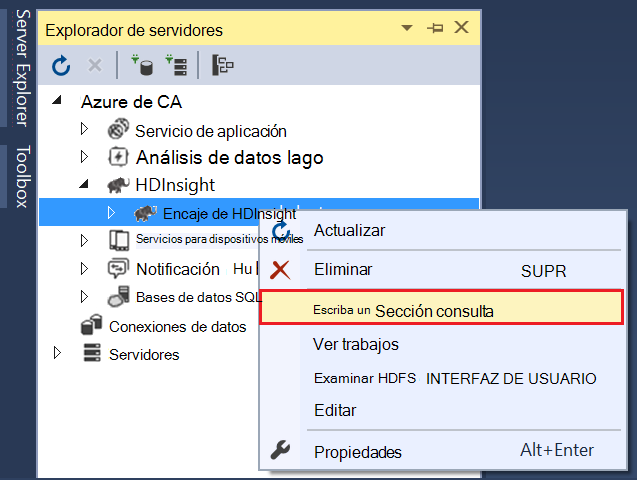 Server Explorer
Toolbox
Explorador de servidores
Azure de CA
Servicio de aplicación
Análisis de datos lago
HDInsight
Encaje de HDInsight
Servicios para dispositivos móviles
Notificación Hu
Bases de datos SQL
Conexiones de datos
Servidores
Actualizar
Eliminar SUPR
Escriba un Sección consulta
Ver trabajos
Examinar HDFS INTERFAZ DE USUARIO
Editar
Propiedades Alt+Enter